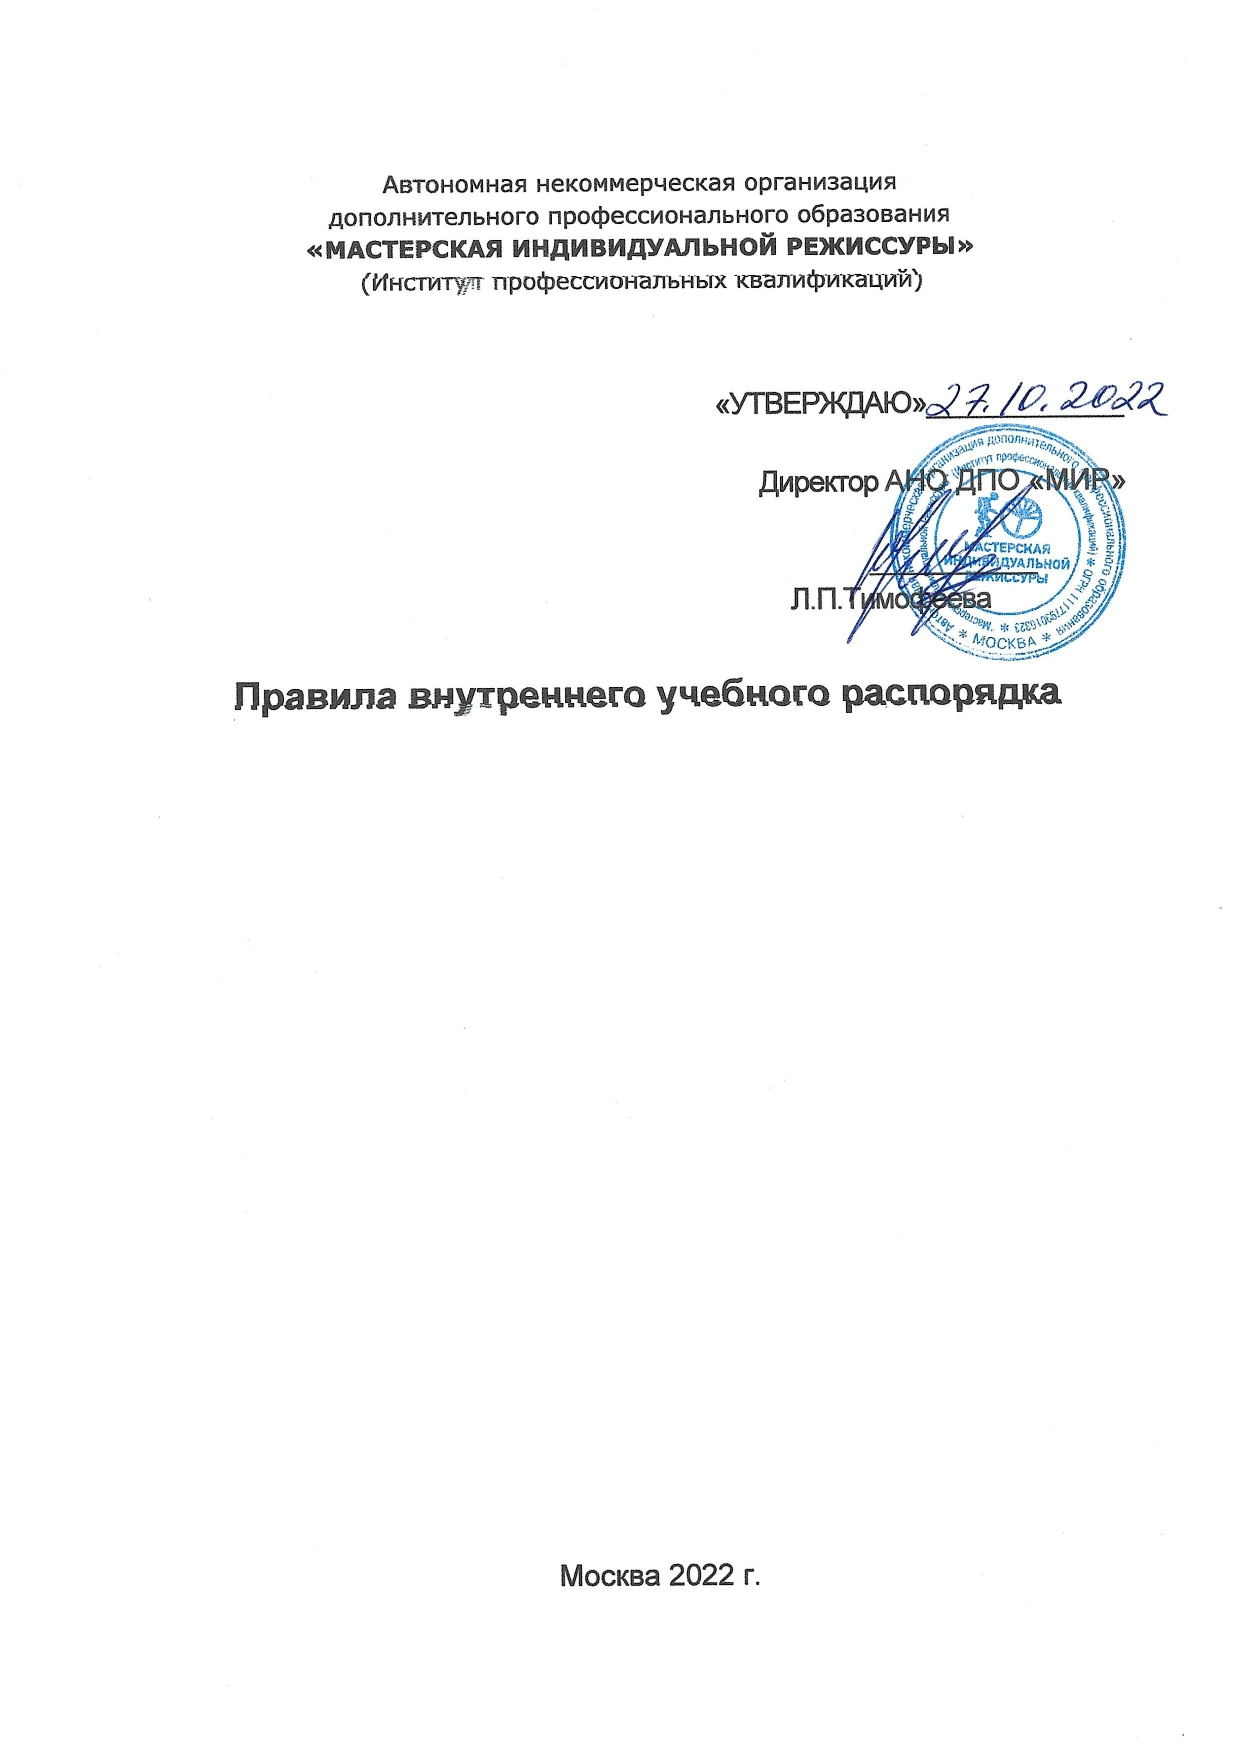 Автономная некоммерческая организация
дополнительного профессионального образования
«МАСТЕРСКАЯ ИНДИВИДУАЛЬНОЙ РЕЖИССУРЫ»
(Институт профессиональных квалификаций)
«УТВЕРЖДАЮ» 27.10.2022
Директор АНО ДПО «МИР»
МАСТЕРСКАЯ
ИНДИВИДУАЛЬНОЙ
РЕЖИССУРЫ
* МОСКВА *
Л.П.Тимофеева
Правила внутреннего учебного распорядка
Москва 2022 г.